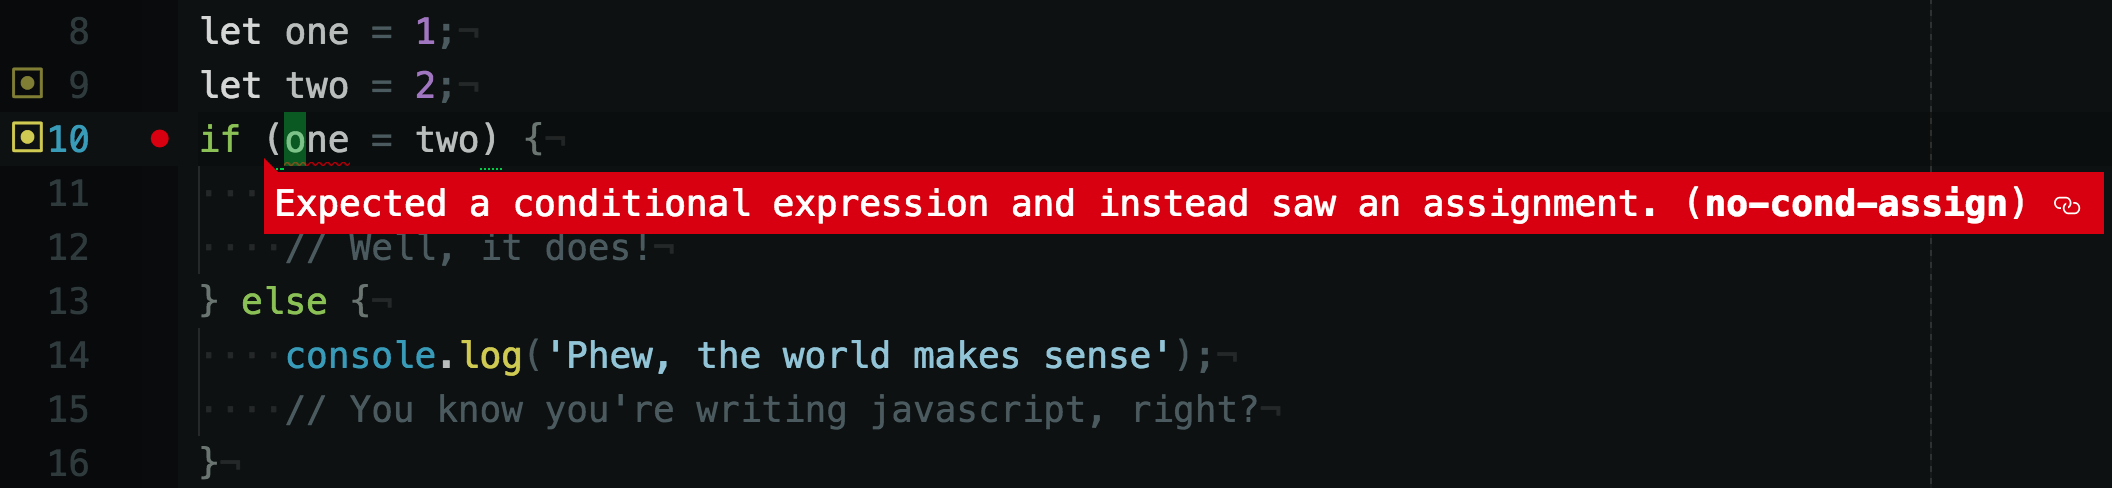 8 let one = 1;¬
9 let two = 2;¬
10 if (one = two) {¬
11 ····
Expected a conditional expression and instead saw an assignment. (no-cond-assign)
12 ····// Well, it does!¬
13 } else {¬
14 ····console.log('Phew, the world makes sense');¬
15 ····// You know you're writing javascript, right?¬
16 }¬